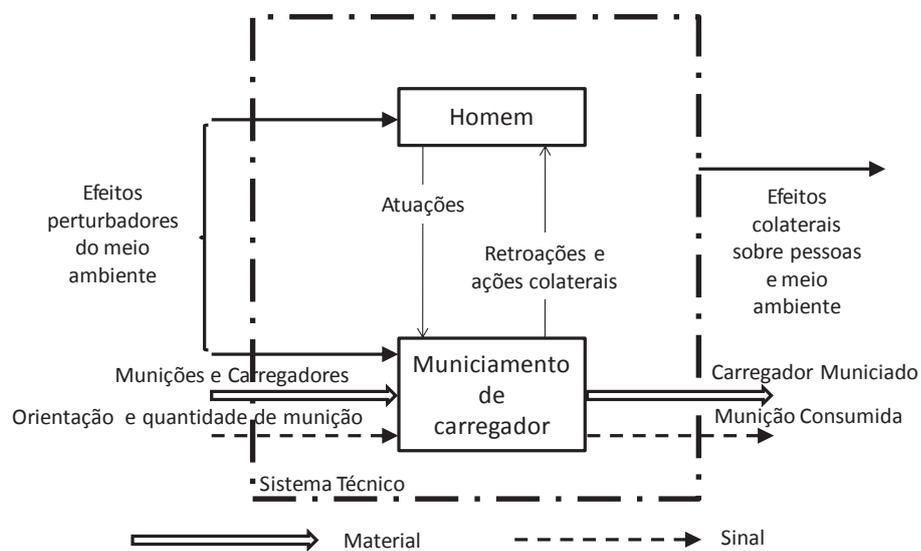 Homem
Efeitos
perturbadores
do meio
ambiente
Atuações
Retroações e
ações colaterais
Efeitos
colaterais
sobre pessoas
e meio
ambiente
Municiamento
de
carregador
Munições e Carregadores
Orientação e quantidade de munição
Carregador Municiado
Munição Consumida
Sistema Técnico
Material
Sinal